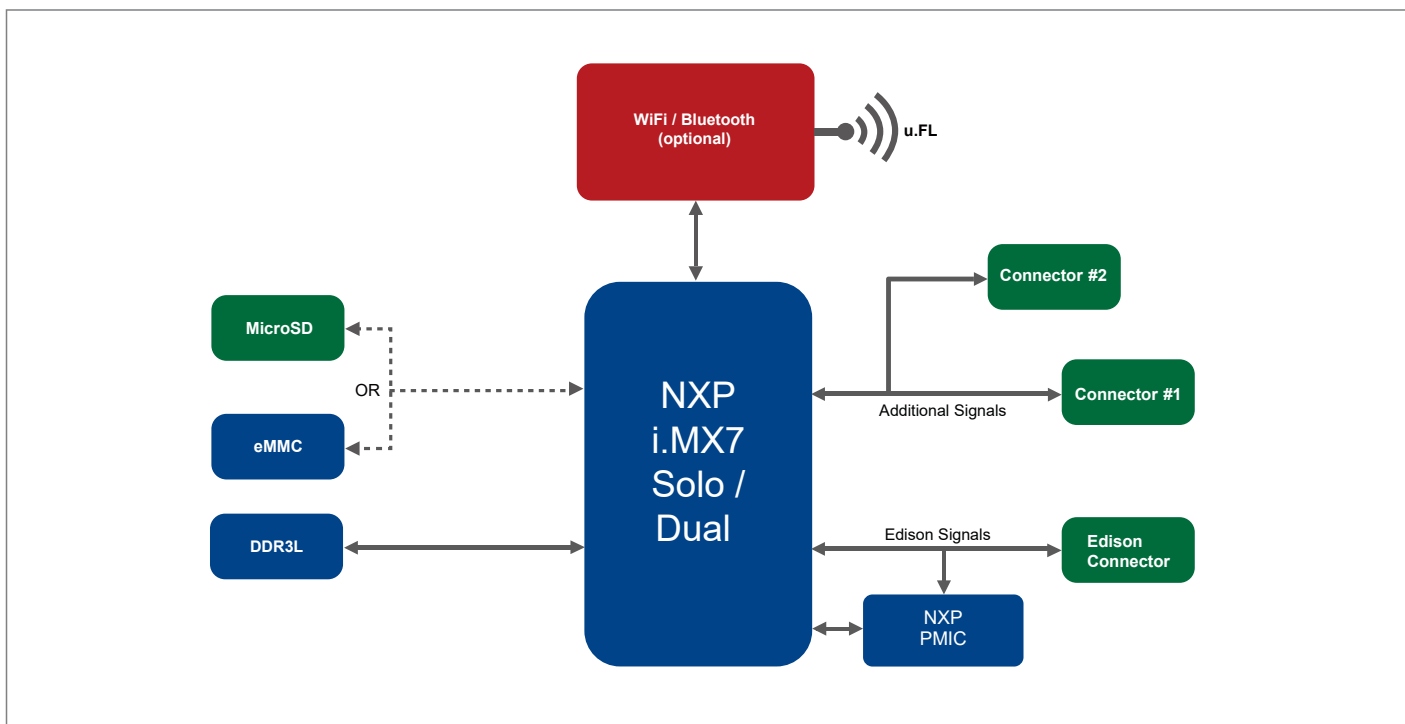 WiFi / Bluetooth
(optional)
u.FL
Connector #2
MicroSD
OR
eMMC
NXP
i.MX7
Solo /
Dual
Additional Signals
Connector #1
DDR3L
Edison Signals
Edison
Connector
NXP
PMIC